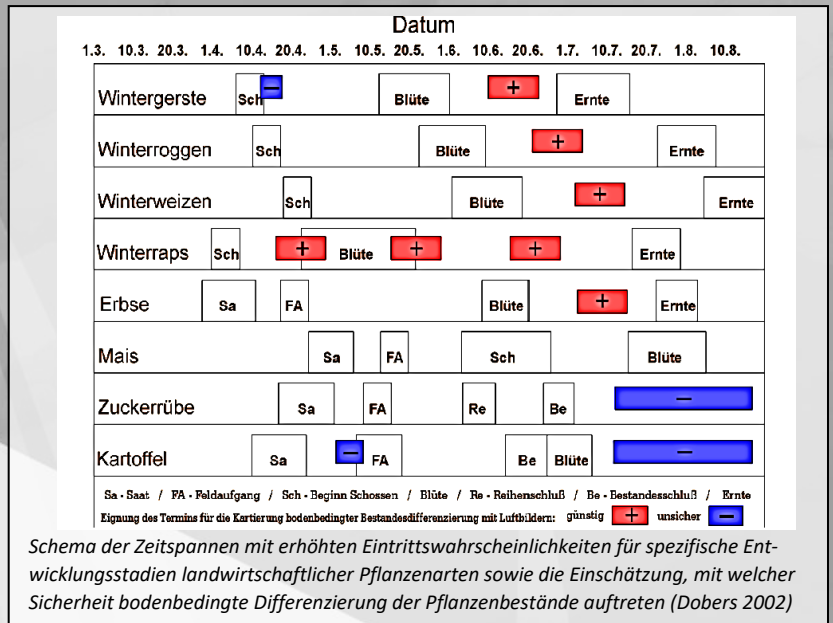 Datum
1.3. 10.3. 20.3. 1.4. 10.4. 20.4. 1.5. 10.5. 20.5. 1.6. 10.6. 20.6. 1.7. 10.7. 20.7. 1.8. 10.8.
Wintergerste Sch − Blüte + Ernte
Winterroggen Sch Blüte + Ernte
Winterweizen Sch Blüte + Ernte
Winterraps Sch + Blüte + + Ernte
Erbse Sa FA Blüte + Ernte
Mais Sa FA Sch Blüte
Zuckerrübe Sa FA Re Be −
Kartoffel Sa − FA Be Blüte −
Sa - Saat / FA - Feldaufgang / Sch - Beginn Schossen / Blüte / Re - Reihenschluß / Be - Bestandesschluß / Ernte
Eignung des Termins für die Kartierung bodenbedingter Bestandesdifferenzierung mit Luftbildern: günstig + unsicher −
Schema der Zeitspannen mit erhöhten Eintrittswahrscheinlichkeiten für spezifische Ent-
wicklungsstadien landwirtschaftlicher Pflanzenarten sowie die Einschätzung, mit welcher
Sicherheit bodenbedingte Differenzierung der Pflanzenbestände auftreten (Dobers 2002)